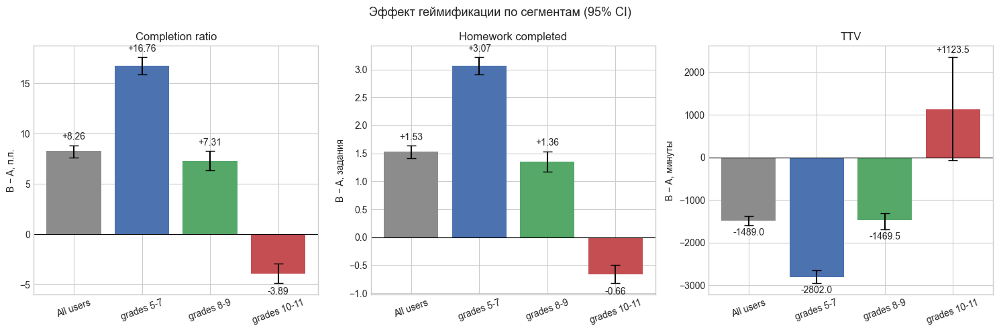 Эффект геймификации по сегментам (95% CI)
Completion ratio
B − A, п.п.
15
10
5
0
−5
+8.26
+16.76
+7.31
-3.89
All users
grades 5-7
grades 8-9
grades 10-11
Homework completed
B − A, задания
3.0
2.5
2.0
1.5
1.0
0.5
0.0
−0.5
−1.0
+1.53
+3.07
+1.36
-0.66
All users
grades 5-7
grades 8-9
grades 10-11
TTV
B − A, минуты
2000
1000
0
−1000
−2000
−3000
-1489.0
-2802.0
-1469.5
+1123.5
All users
grades 5-7
grades 8-9
grades 10-11